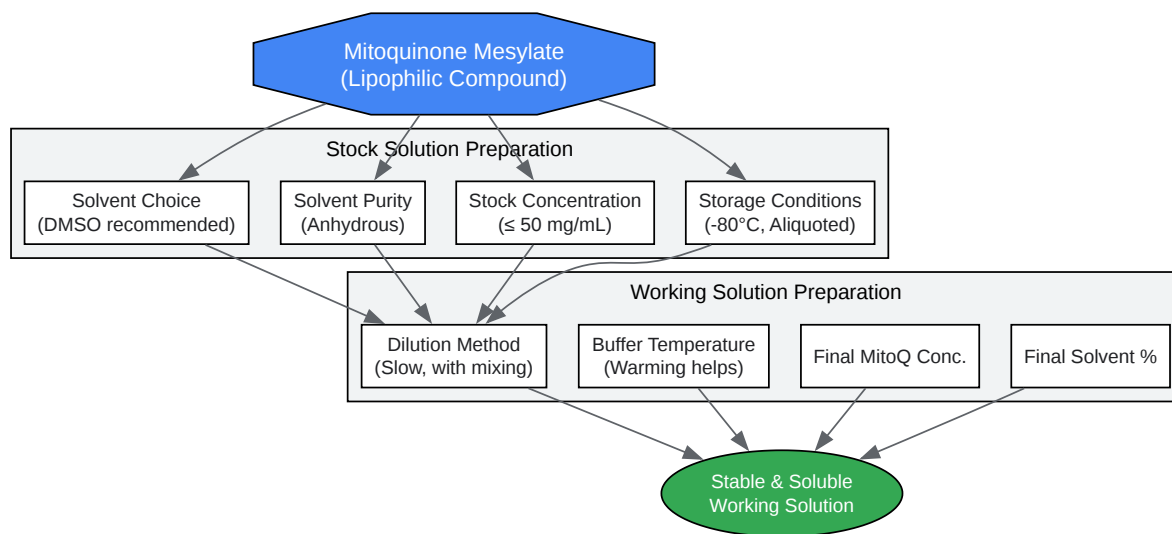 Mitoquinone Mesylate
(Lipophilic Compound)
Stock Solution Preparation
Solvent Choice
(DMSO recommended)
Solvent Purity
(Anhydrous)
Stock Concentration
(≤ 50 mg/mL)
Storage Conditions
(-80°C, Aliquoted)
Working Solution Preparation
Dilution Method
(Slow, with mixing)
Buffer Temperature
(Warming helps)
Final MitoQ Conc.
Final Solvent %
Stable & Soluble
Working Solution